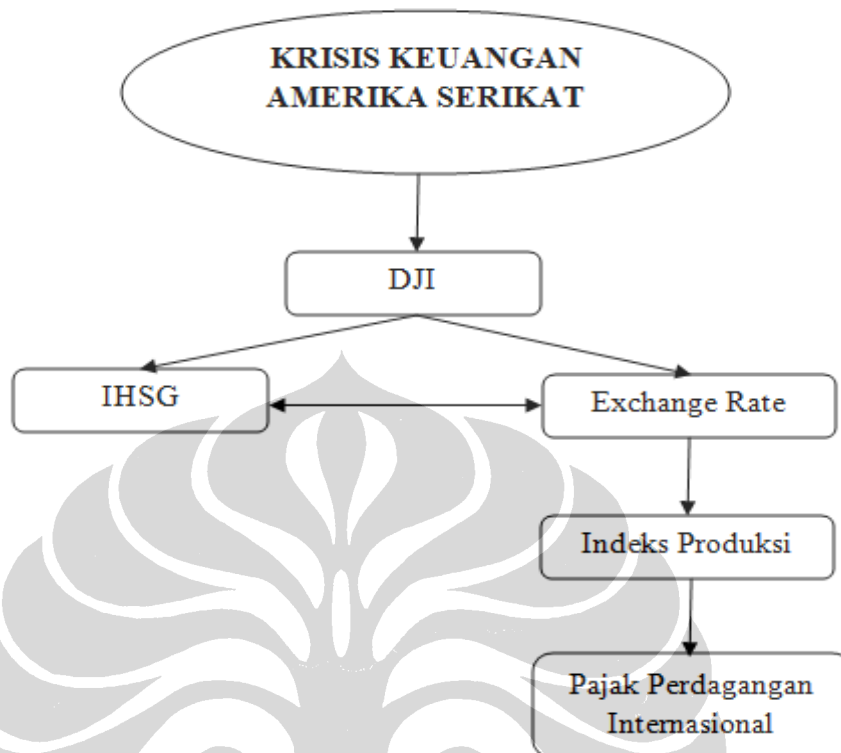 KRISIS KEUANGAN
AMERIKA SERIKAT
DJI
IHSG
Exchange Rate
Indeks Produksi
Pajak Perdagangan
Internasional